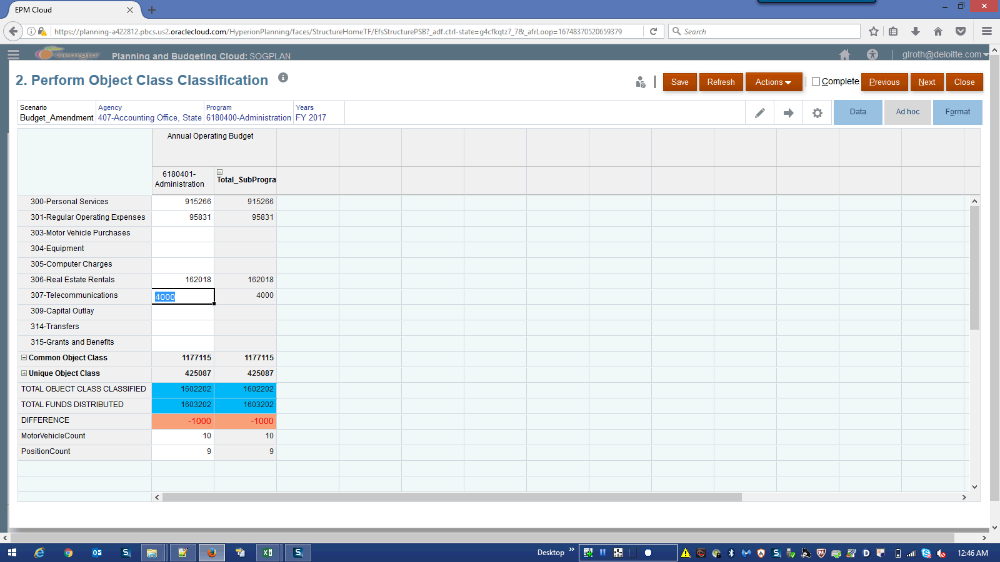 EPM Cloud
https://planning-a422812.pbcs.us2.oraclecloud.com/HyperionPlanning/faces/StructureHomeTF/EfsStructurePSB?_adf.ctrl-state=g4cfkqtz7_7&_afrLoop=16748370520659379
Search
Georgia
Planning and Budgeting Cloud: SOGPLAN
glroth@deloitte.com
2. Perform Object Class Classification
Save
Refresh
Actions
Complete
Previous
Next
Close
Scenario Agency Program Years
Budget_Amendment 407-Accounting Office, State 6180400-Administration FY 2017
Data
Ad hoc
Format
Annual Operating Budget
6180401-
Administration
Total_SubProgra
300-Personal Services 915266 915266
301-Regular Operating Expenses 95831 95831
303-Motor Vehicle Purchases
304-Equipment
305-Computer Charges
306-Real Estate Rentals 162018 162018
307-Telecommunications 4000 4000
309-Capital Outlay
314-Transfers
315-Grants and Benefits
Common Object Class 1177115 1177115
Unique Object Class 425087 425087
TOTAL OBJECT CLASS CLASSIFIED 1602202 1602202
TOTAL FUNDS DISTRIBUTED 1603202 1603202
DIFFERENCE -1000 -1000
MotorVehicleCount 10 10
PositionCount 9 9
Desktop
12:46 AM